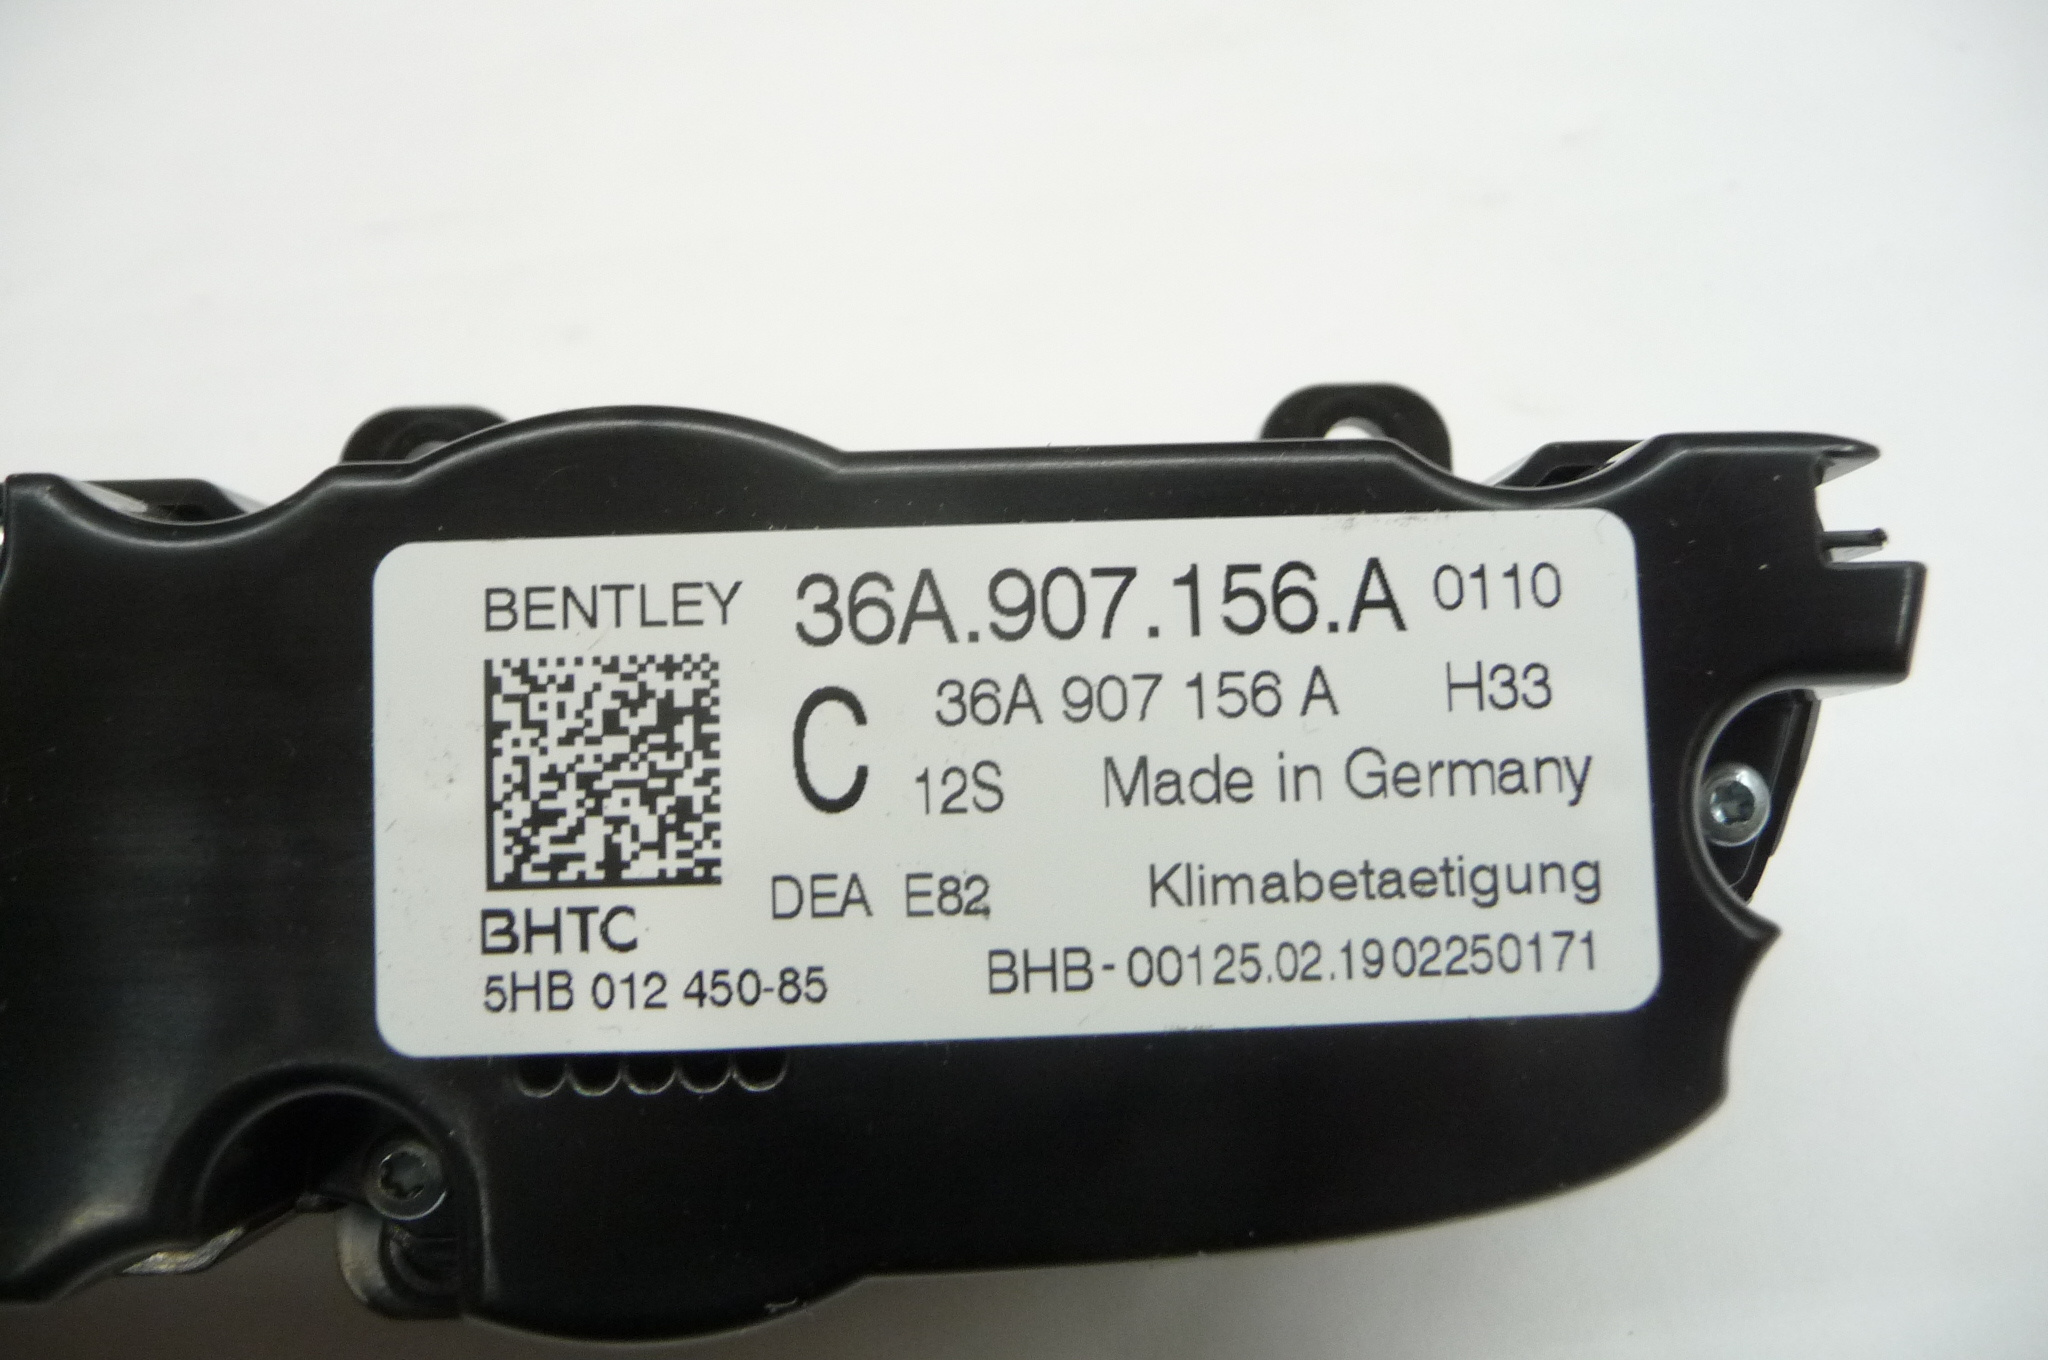 BENTLEY 36A.907.156.A 0110
C 36A 907 156 A H33
12S Made in Germany
DEA E82 Klimabetaetigung
BHTC
5HB 012 450-85 BHB-00125.02.1902250171